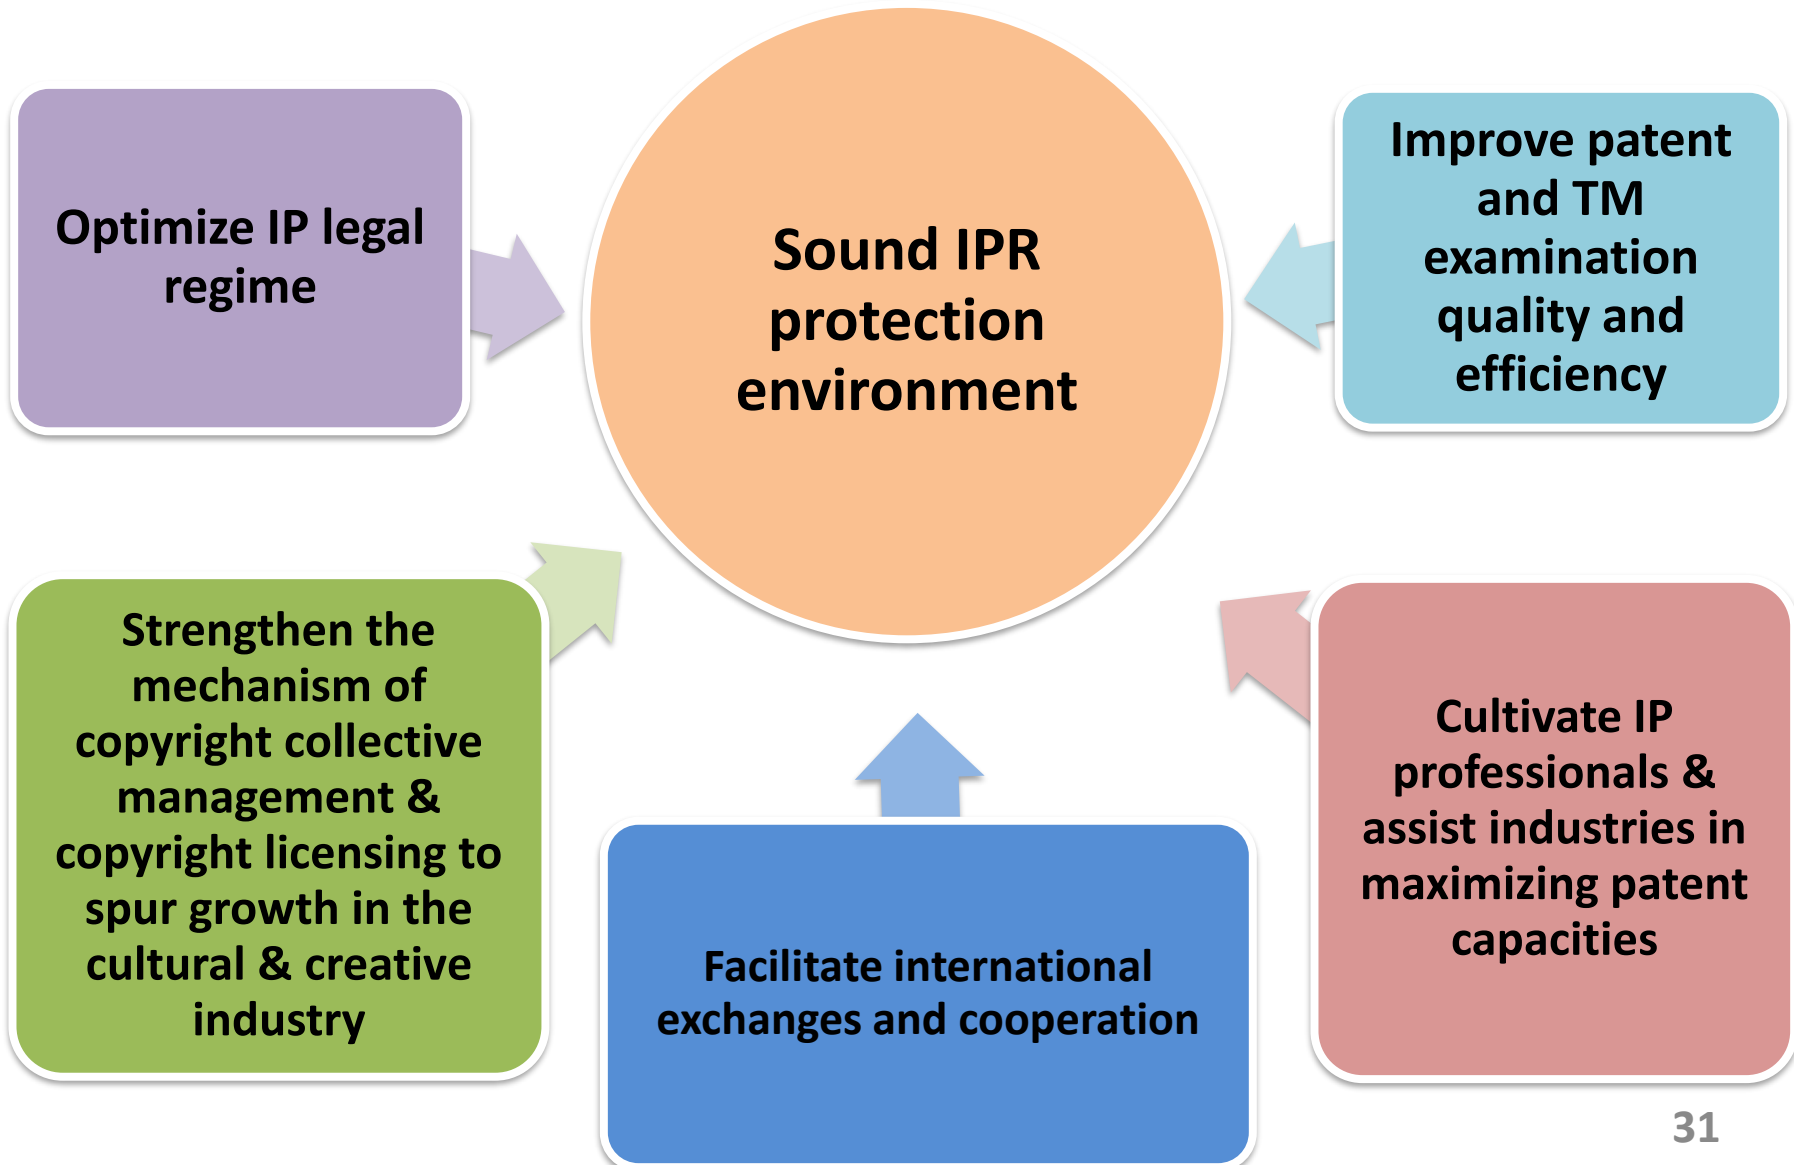 Optimize IP legal
regime
Sound IPR
protection
environment
Improve patent
and TM
examination
quality and
efficiency
Strengthen the
mechanism of
copyright collective
management &
copyright licensing to
spur growth in the
cultural & creative
industry
Facilitate international
exchanges and cooperation
Cultivate IP
professionals &
assist industries in
maximizing patent
capacities
31